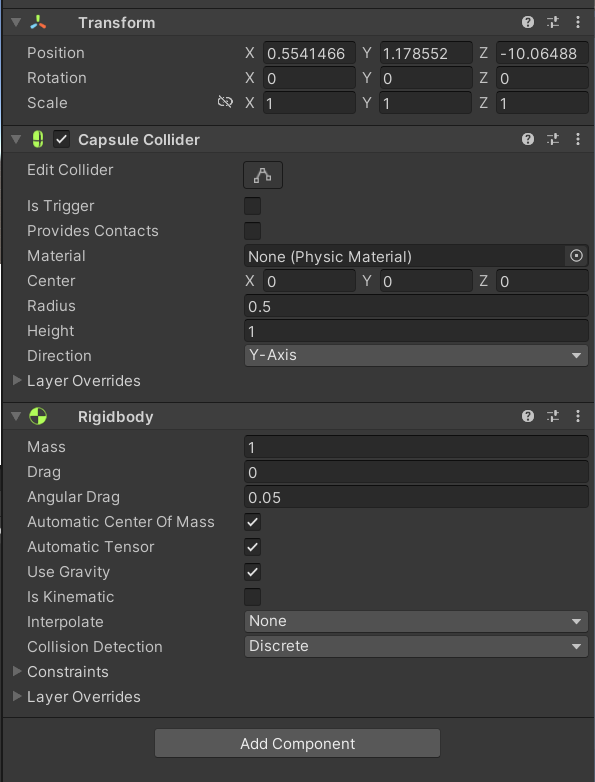 Transform
Position X 0.5541466 Y 1.178552 Z -10.06488
Rotation X 0 Y 0 Z 0
Scale X 1 Y 1 Z 1
Capsule Collider
Edit Collider
Is Trigger
Provides Contacts
Material None (Physic Material)
Center X 0 Y 0 Z 0
Radius 0.5
Height 1
Direction Y-Axis
Layer Overrides
Rigidbody
Mass 1
Drag 0
Angular Drag 0.05
Automatic Center Of Mass
Automatic Tensor
Use Gravity
Is Kinematic
Interpolate None
Collision Detection Discrete
Constraints
Layer Overrides
Add Component